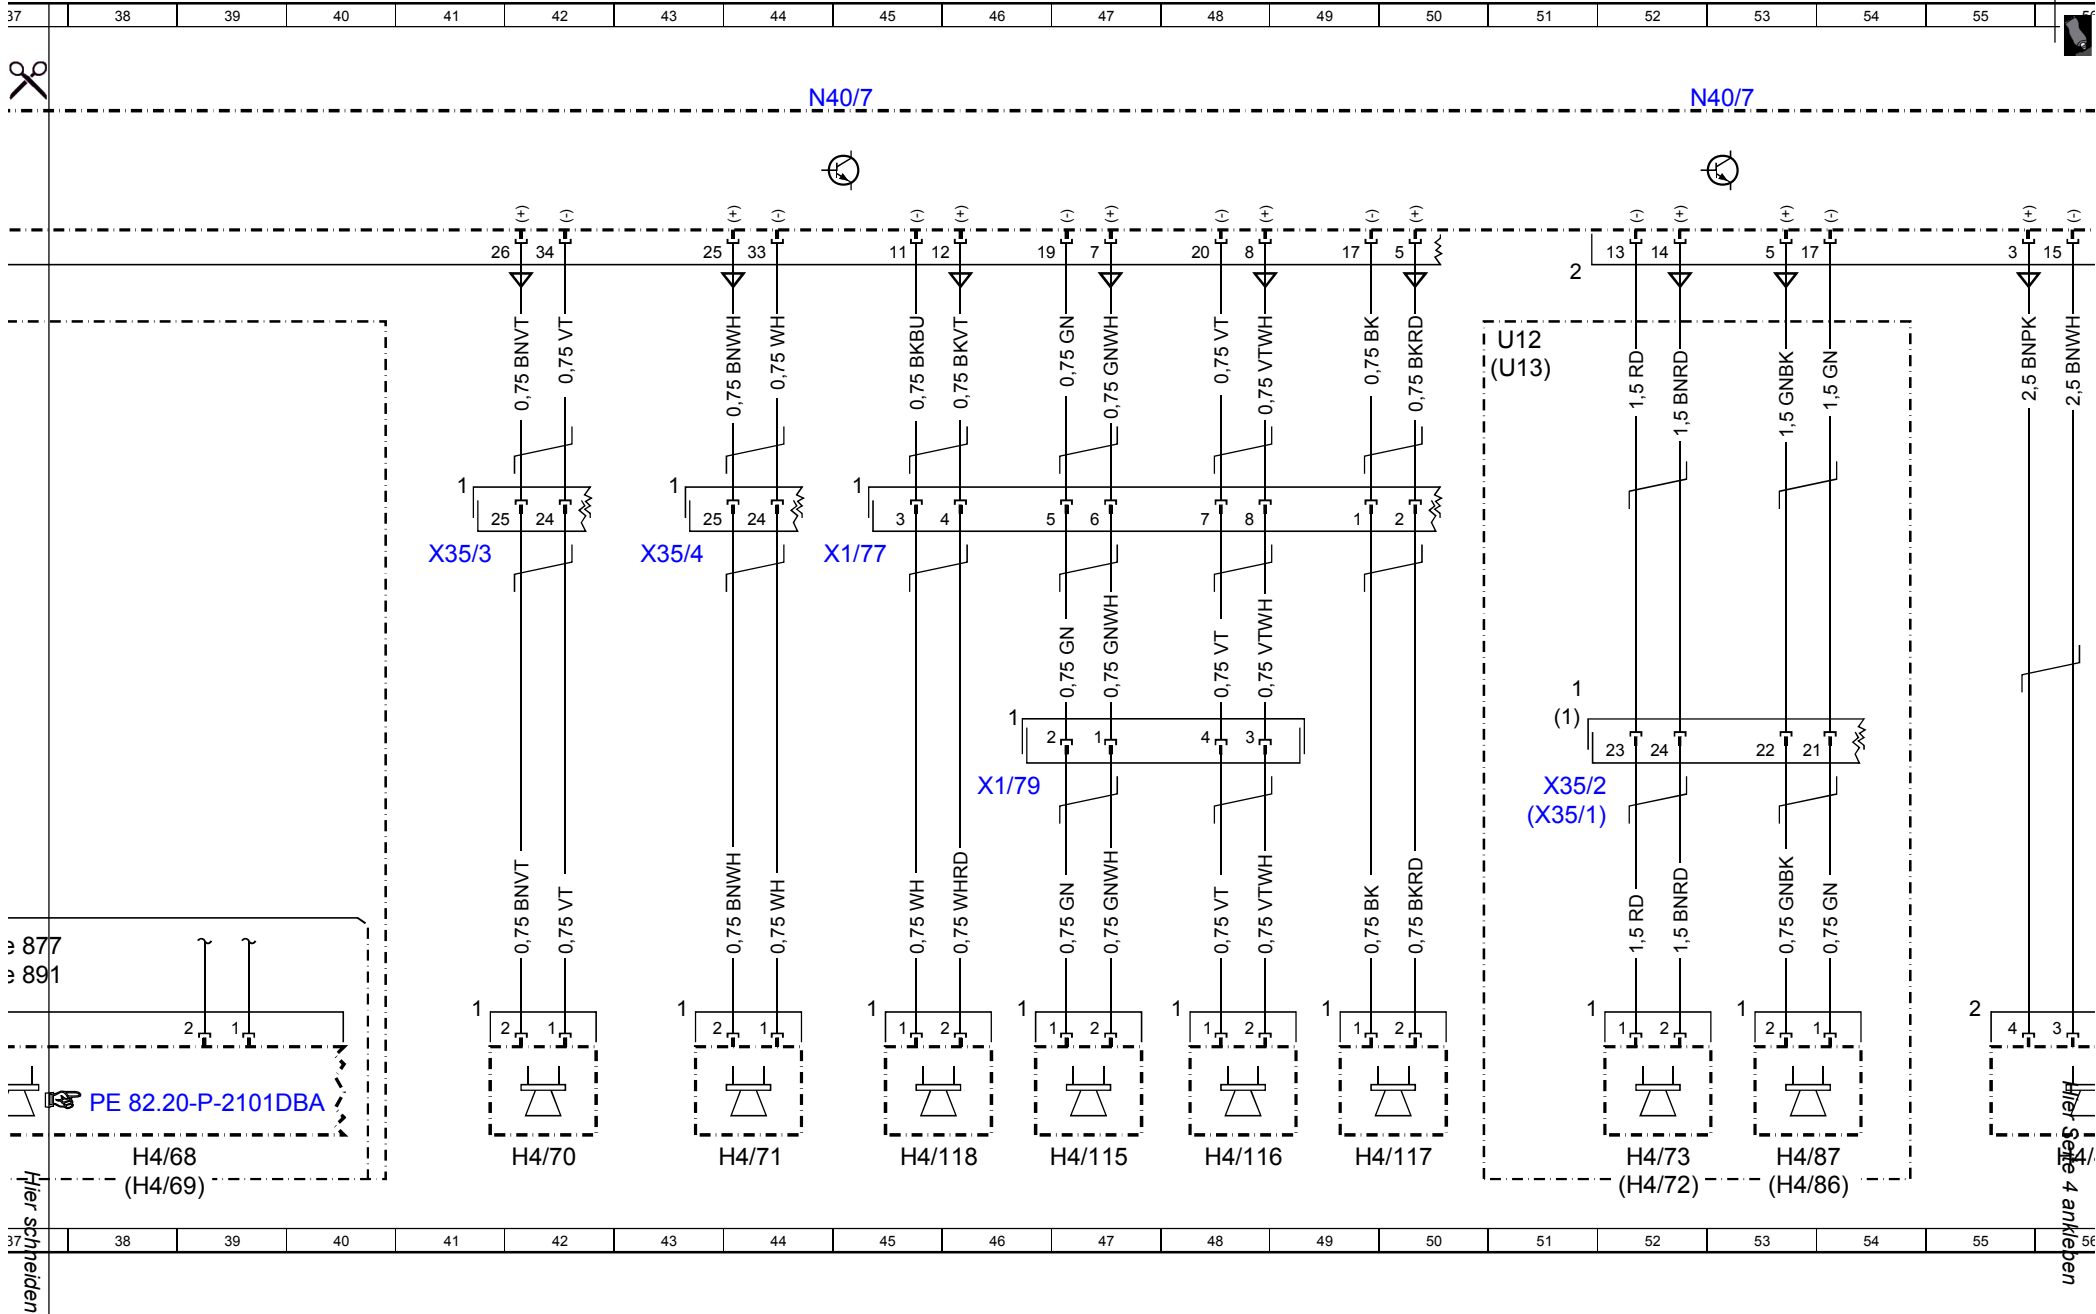 37 38 39 40 41 42 43 44 45 46 47 48 49 50 51 52 53 54 55 56
N40/7 N40/7
(+) (-) (+) (-) (-) (+) (-) (+) (-) (+) (-) (+) (-) (+) (+) (-) (+) (-)
26 34 25 33 11 12 19 7 20 8 17 5 13 14 5 17 3 15
2
0,75 BNVT
0,75 VT
0,75 BNWH
0,75 WH
0,75 BKBU
0,75 BKVT
0,75 GN
0,75 GNWH
0,75 VT
0,75 VTWH
0,75 BK
0,75 BKRD
U12
(U13)
1,5 RD
1,5 BNRD
1,5 GNBK
1,5 GN
2,5 BNPK
2,5 BNWH
1 1 1
25 24 25 24 3 4 5 6 7 8 1 2
X35/3 X35/4 X1/77
0,75 GN
0,75 GNWH
0,75 VT
0,75 VTWH
1 1
(1)
2 1 4 3 23 24 22 21
X1/79 X35/2
(X35/1)
0,75 BNVT
0,75 VT
0,75 BNWH
0,75 WH
0,75 WH
0,75 WHRD
0,75 GN
0,75 GNWH
0,75 VT
0,75 VTWH
0,75 BK
0,75 BKRD
1,5 RD
1,5 BNRD
0,75 GNBK
0,75 GN
e 877
e 891
1 1 1 1 1 1 1 1 2
2 1 2 1 2 1 1 2 1 2 1 2 1 2 1 2 2 1 4 3
PE 82.20-P-2101DBA
H4/68 H4/70 H4/71 H4/118 H4/115 H4/116 H4/117 H4/73 H4/87 H4/
(H4/69) (H4/72) (H4/86)
Hier schneiden
Hier Seite 4 ankleben
37 38 39 40 41 42 43 44 45 46 47 48 49 50 51 52 53 54 55 56